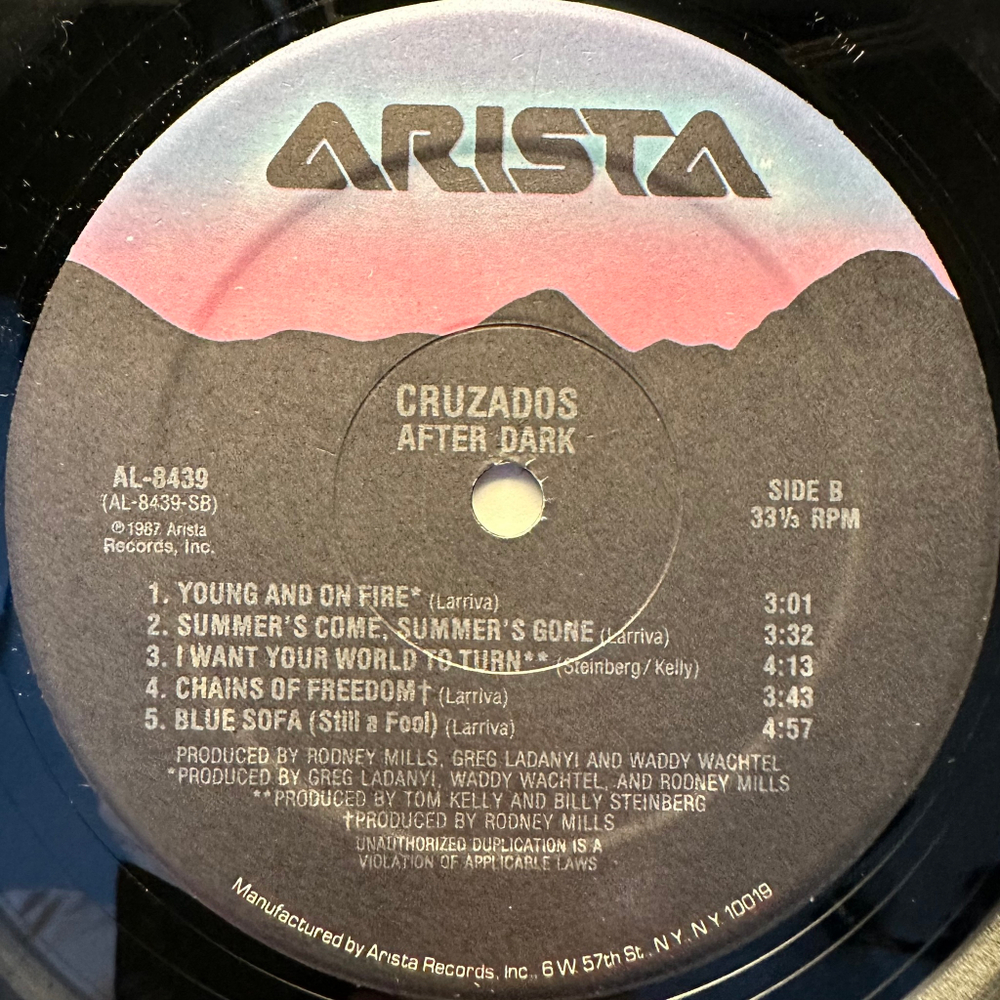 ARISTA
CRUZADOS
AFTER DARK
AL-8439
(AL-8439-SB)
℗1987 Arista
Records, Inc.
SIDE B
33⅓ RPM
1. YOUNG AND ON FIRE* (Larriva) 3:01
2. SUMMER'S COME, SUMMER'S GONE (Larriva) 3:32
3. I WANT YOUR WORLD TO TURN** (Steinberg/Kelly) 4:13
4. CHAINS OF FREEDOM† (Larriva) 3:43
5. BLUE SOFA (Still a Fool) (Larriva) 4:57
PRODUCED BY RODNEY MILLS, GREG LADANYI AND WADDY WACHTEL
*PRODUCED BY GREG LADANYI, WADDY WACHTEL, AND RODNEY MILLS
**PRODUCED BY TOM KELLY AND BILLY STEINBERG
†PRODUCED BY RODNEY MILLS
UNAUTHORIZED DUPLICATION IS A
VIOLATION OF APPLICABLE LAWS
Manufactured by Arista Records, Inc., 6 W. 57th St., N.Y., N.Y. 10019